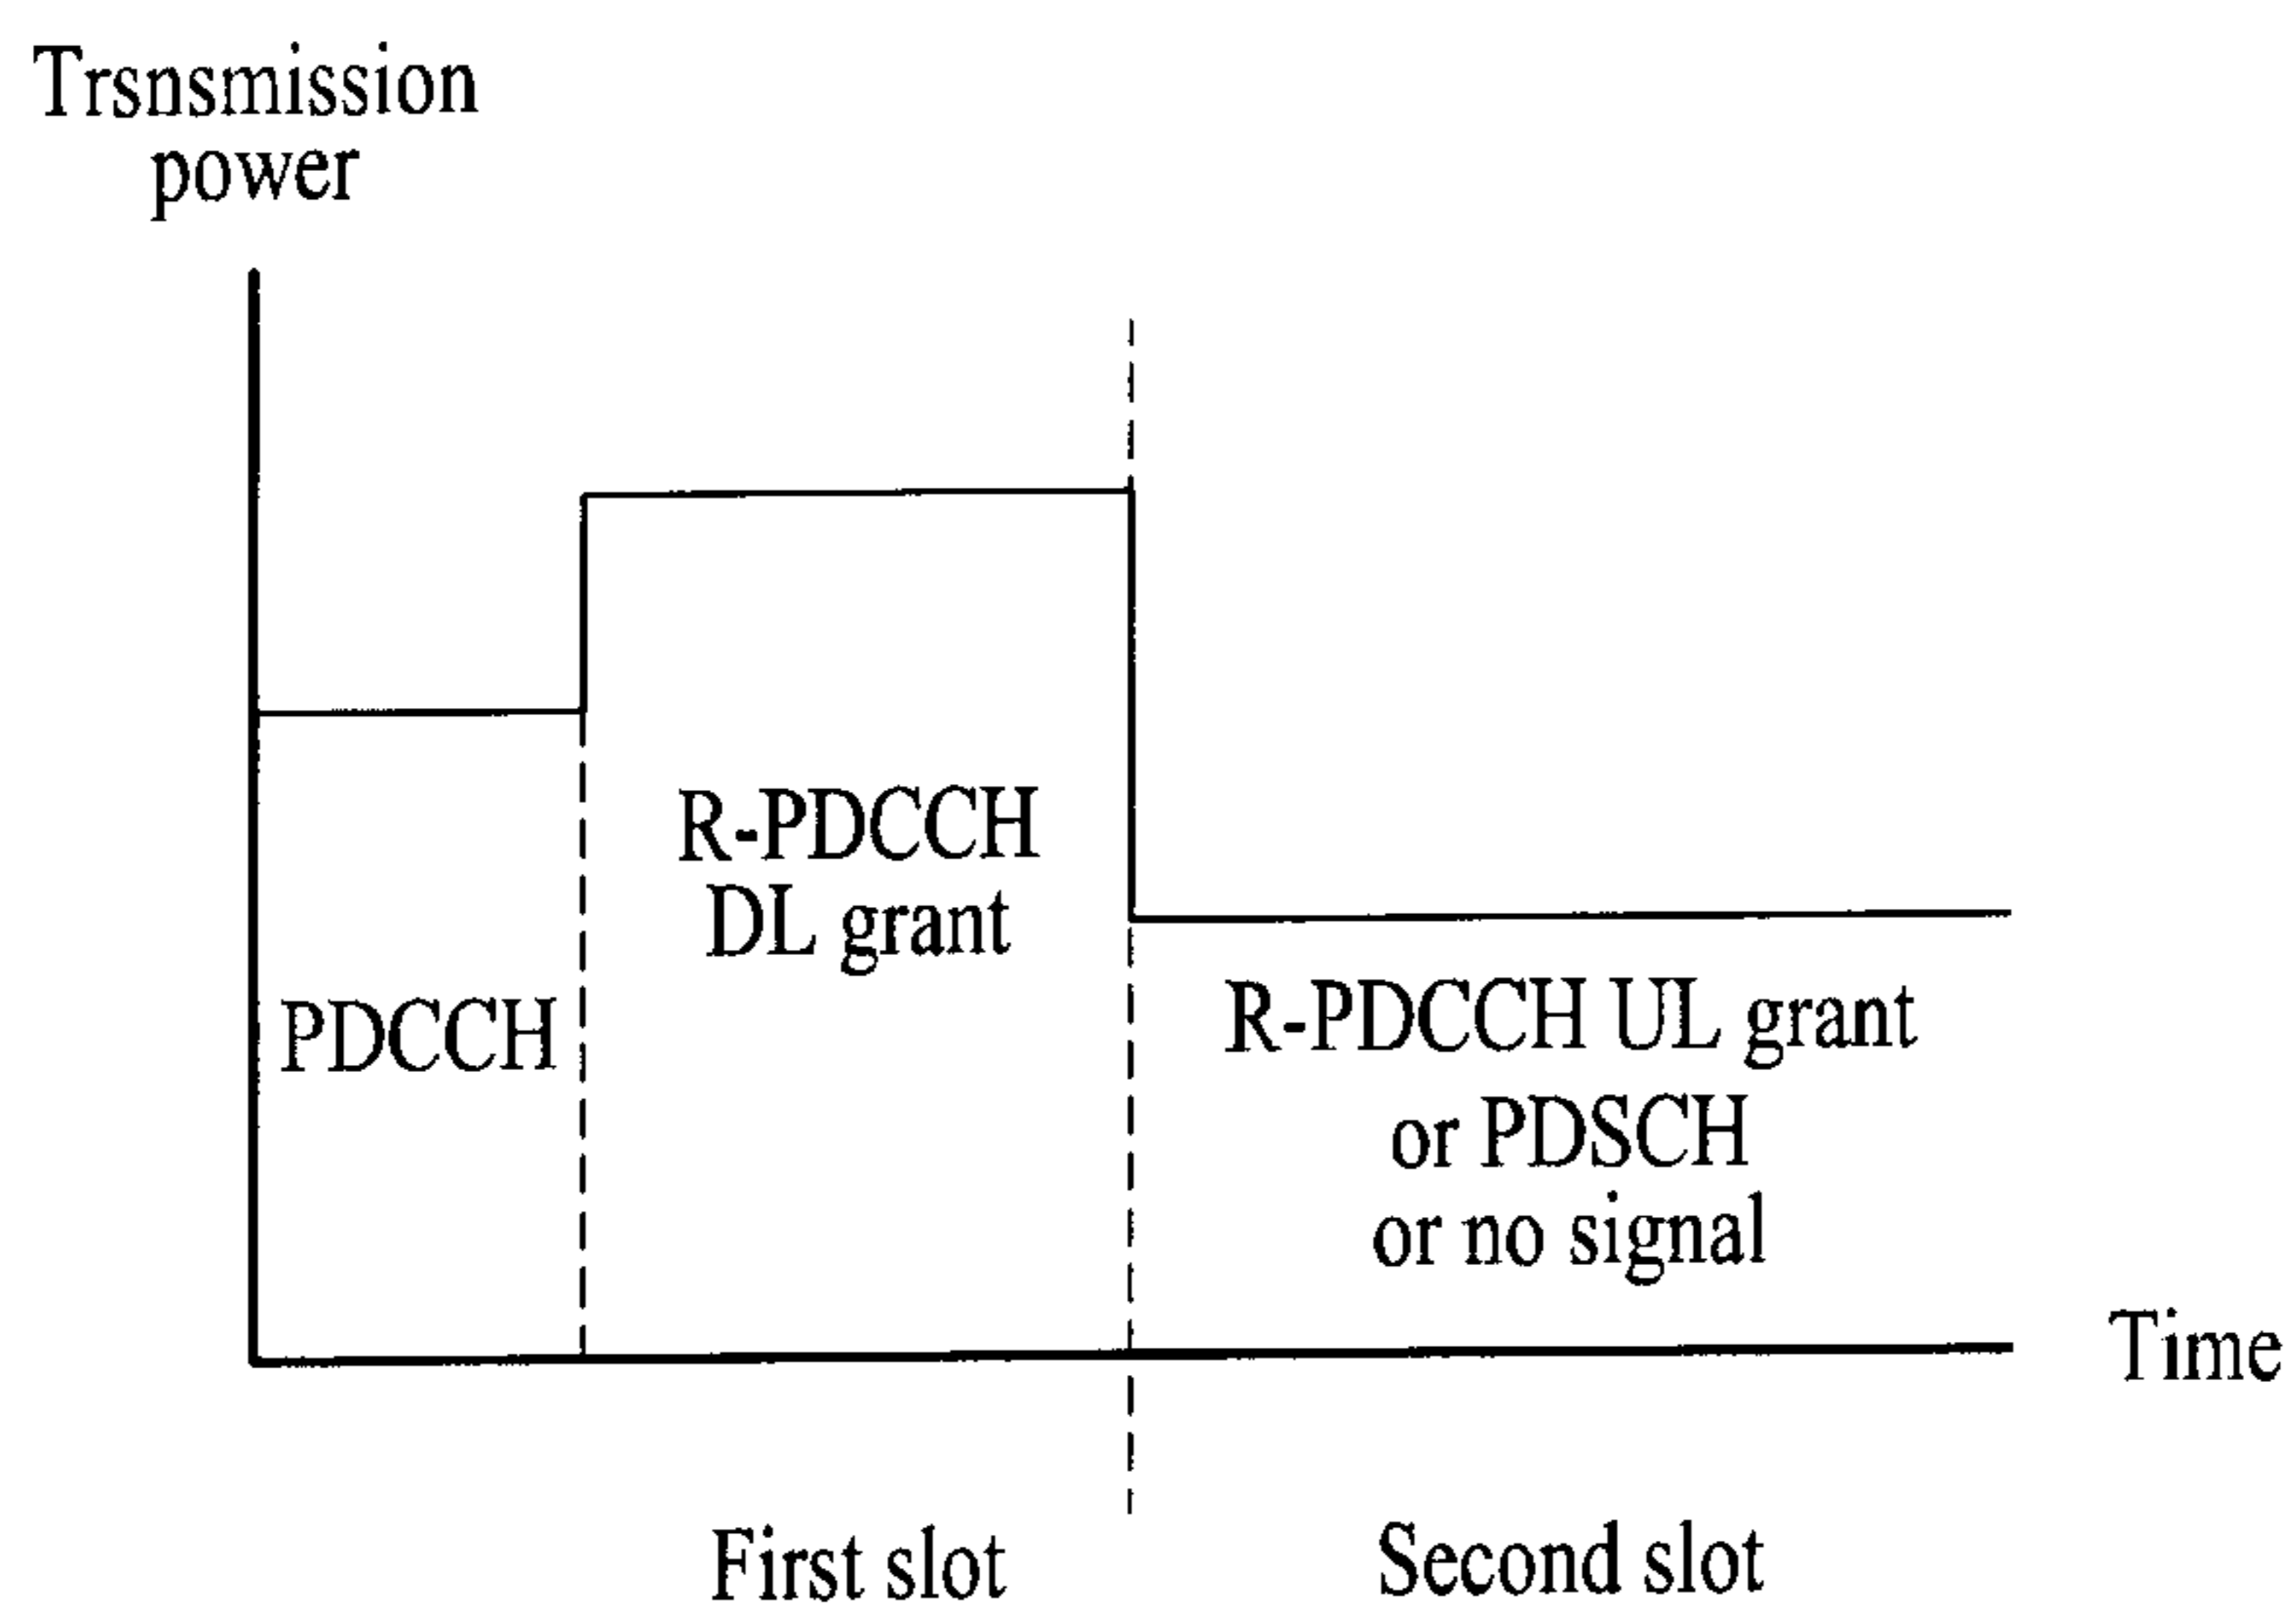 Trsnsmission
power
R-PDCCH
DL grant
PDCCH
R-PDCCH UL grant
or PDSCH
or no signal
Time
First slot
Second slot